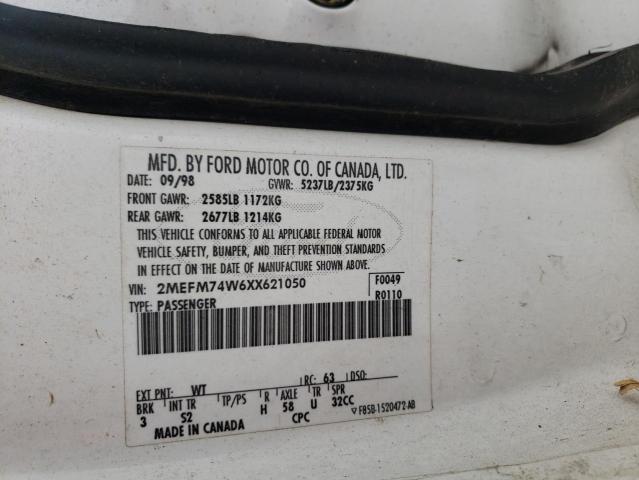 MFD. BY FORD MOTOR CO. OF CANADA, LTD.
DATE: 09/98 GVWR: 5237LB/2375KG
FRONT GAWR: 2585LB 1172KG
REAR GAWR: 2677LB 1214KG
THIS VEHICLE CONFORMS TO ALL APPLICABLE FEDERAL MOTOR
VEHICLE SAFETY, BUMPER, AND THEFT PREVENTION STANDARDS
IN EFFECT ON THE DATE OF MANUFACTURE SHOWN ABOVE
VIN: 2MEFM74W6XX621050 F0049
TYPE: PASSENGER R0110
EXT PNT: WT RC: 63 DSO:
BRK INT TR TP/PS R AXLE TR SPR
3 S2 H 58 U 32CC
MADE IN CANADA CPC ▽ F85B-1520472-AB